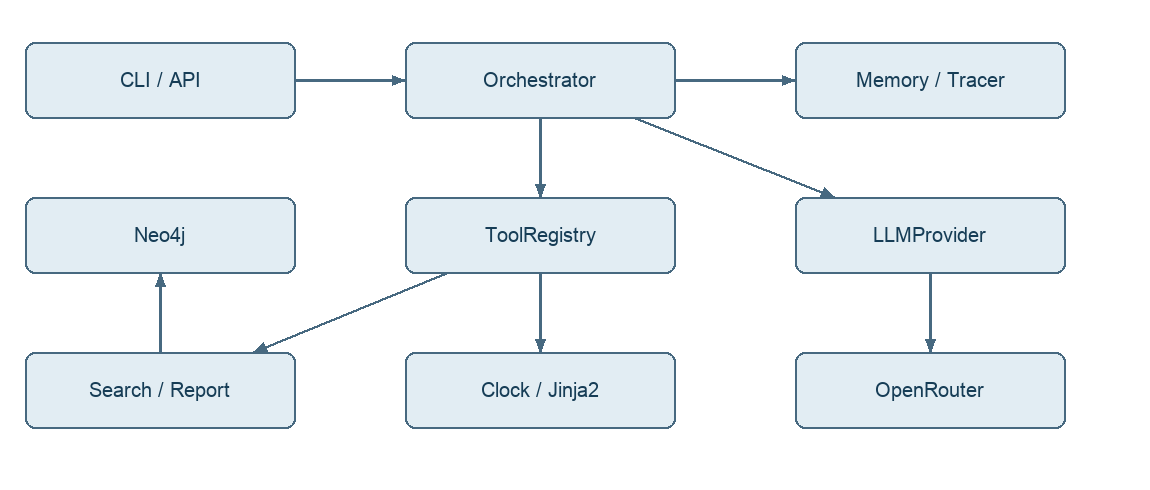 CLI / API
Orchestrator
Memory / Tracer
Neo4j
ToolRegistry
LLMProvider
Search / Report
Clock / Jinja2
OpenRouter